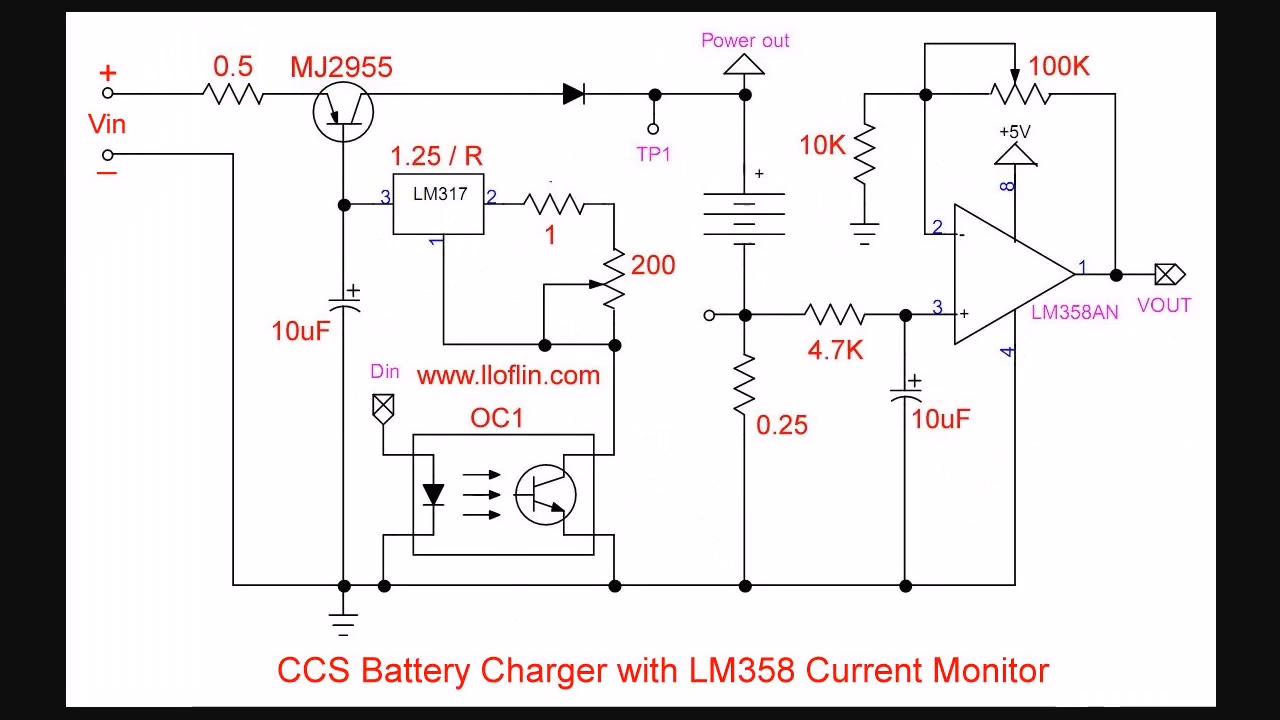 Power out
+
0.5
MJ2955
100K
Vin
+5V
10K
TP1
1.25 / R
+
8
3
LM317
2
1
1
200
2
-
1
VOUT
3
+
LM358AN
+
10uF
4.7K
4
Din
www.lloflin.com
+
10uF
OC1
0.25
CCS Battery Charger with LM358 Current Monitor